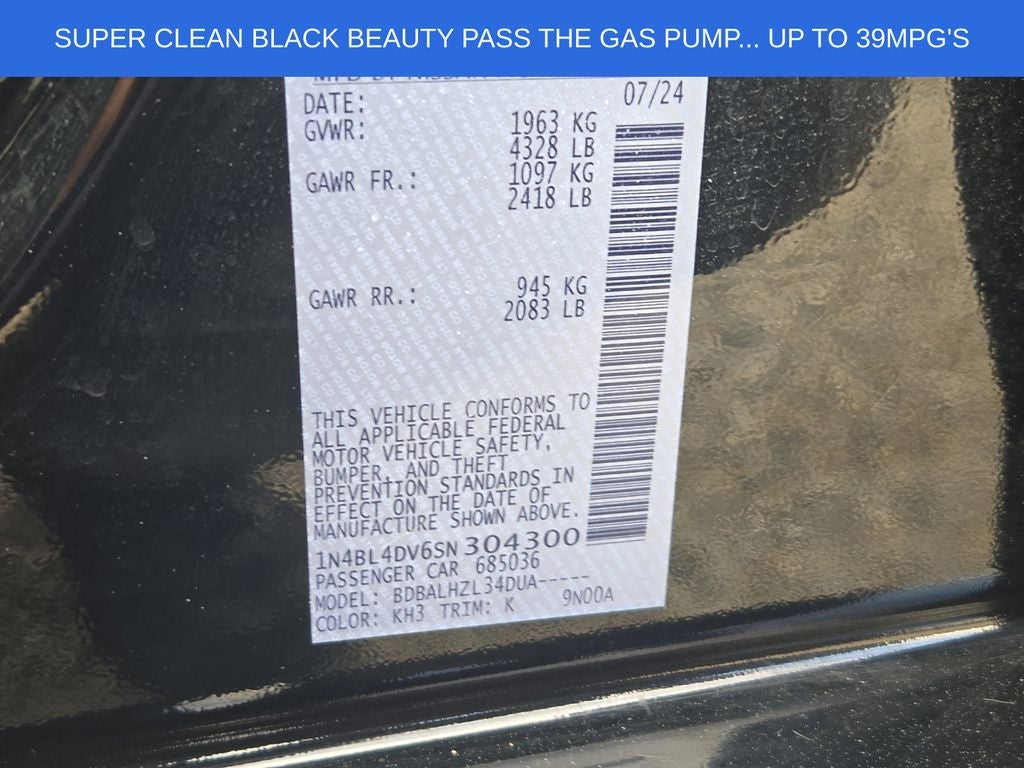 SUPER CLEAN BLACK BEAUTY PASS THE GAS PUMP... UP TO 39MPG'S
DATE: 07/24
GVWR: 1963 KG
4328 LB
GAWR FR.: 1097 KG
2418 LB
GAWR RR.: 945 KG
2083 LB
THIS VEHICLE CONFORMS TO
ALL APPLICABLE FEDERAL
MOTOR VEHICLE SAFETY,
BUMPER, AND THEFT
PREVENTION STANDARDS IN
EFFECT ON THE DATE OF
MANUFACTURE SHOWN ABOVE.
1N4BL4DV6SN304300
PASSENGER CAR 685036
MODEL: BDBALHZL34DUA-----
COLOR: KH3 TRIM: K 9N00A